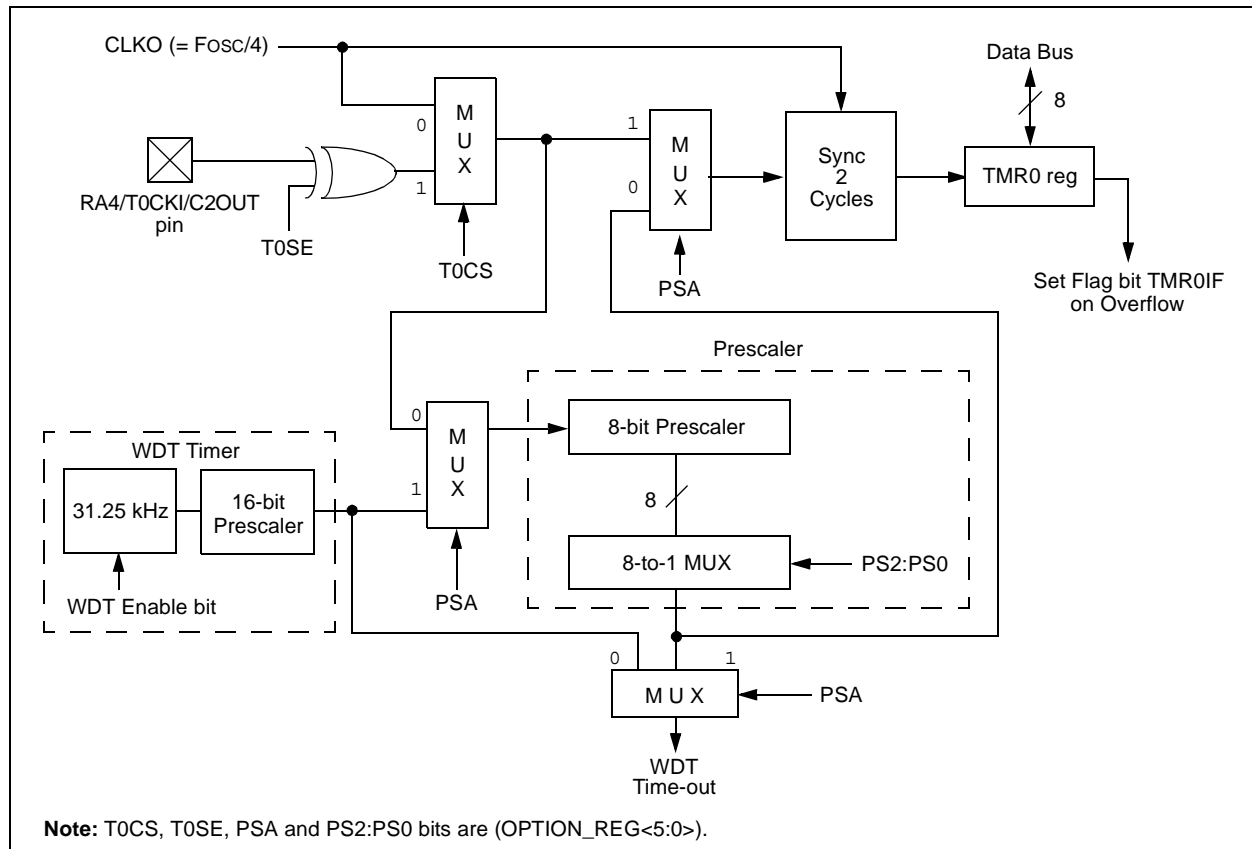 CLKO (= FOSC/4)
Data Bus
8
M
U
X
0
1
1
0
M
U
X
Sync
2
Cycles
TMR0 reg
RA4/T0CKI/C2OUT
pin
T0SE
T0CS
PSA
Set Flag bit TMR0IF
on Overflow
Prescaler
0
1
M
U
X
8-bit Prescaler
WDT Timer
31.25 kHz
16-bit
Prescaler
8
8-to-1 MUX
PS2:PS0
WDT Enable bit
PSA
0
1
M U X
PSA
WDT
Time-out
Note: T0CS, T0SE, PSA and PS2:PS0 bits are (OPTION_REG<5:0>).